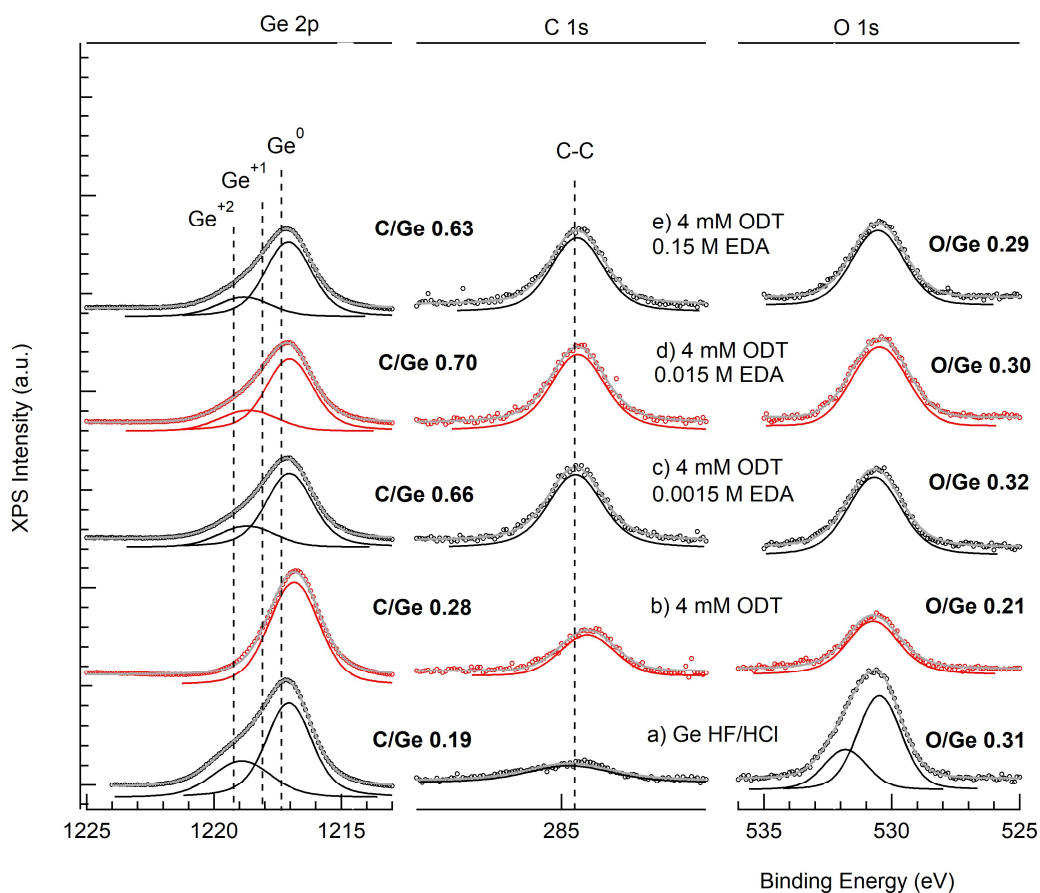 Ge 2p
C 1s
O 1s
Ge⁰
Ge⁺¹
Ge⁺²
C-C
C/Ge 0.63
e) 4 mM ODT
0.15 M EDA
O/Ge 0.29
C/Ge 0.70
d) 4 mM ODT
0.015 M EDA
O/Ge 0.30
C/Ge 0.66
c) 4 mM ODT
0.0015 M EDA
O/Ge 0.32
C/Ge 0.28
b) 4 mM ODT
O/Ge 0.21
C/Ge 0.19
a) Ge HF/HCl
O/Ge 0.31
XPS Intensity (a.u.)
1225 1220 1215
285
535 530 525
Binding Energy (eV)